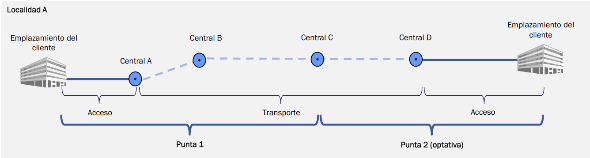 Localidad A
Emplazamiento del
cliente
Central A
Central B
Central C
Central D
Emplazamiento del
cliente
Acceso
Transporte
Acceso
Punta 1
Punta 2 (optativa)